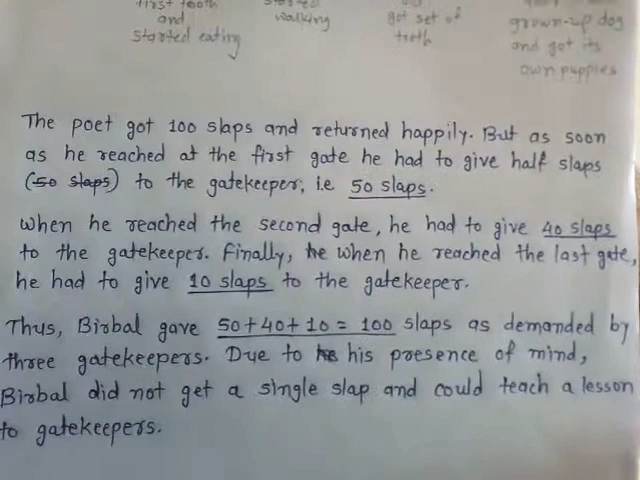 first tooth
and
started eating
walking
got set of
teeth
grown-up dog
and got its
own puppies
The poet got 100 slaps and returned happily. But as soon
as he reached at the first gate he had to give half slaps
(50 slaps) to the gatekeeper, i.e 50 slaps.
When he reached the second gate, he had to give 40 slaps
to the gatekeeper. Finally, he when he reached the last gate,
he had to give 10 slaps to the gatekeeper.
Thus, Birbal gave 50+40+10 = 100 slaps as demanded by
three gatekeepers. Due to he his presence of mind,
Birbal did not get a single slap and could teach a lesson
to gatekeepers.